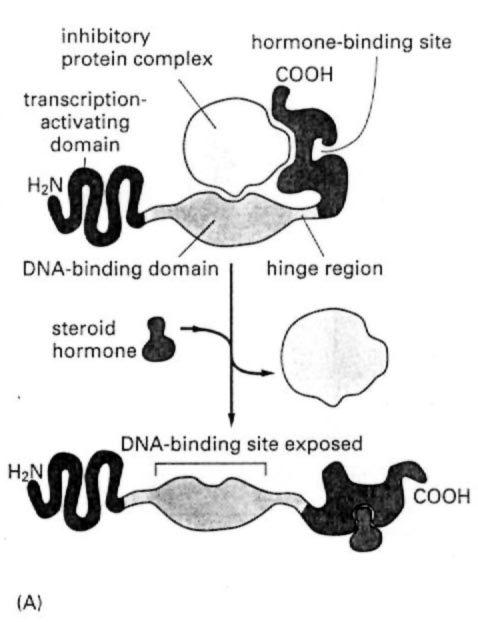 inhibitory
protein complex
hormone-binding site
COOH
transcription-
activating
domain
H₂N
DNA-binding domain
hinge region
steroid
hormone
DNA-binding site exposed
H₂N
COOH
(A)